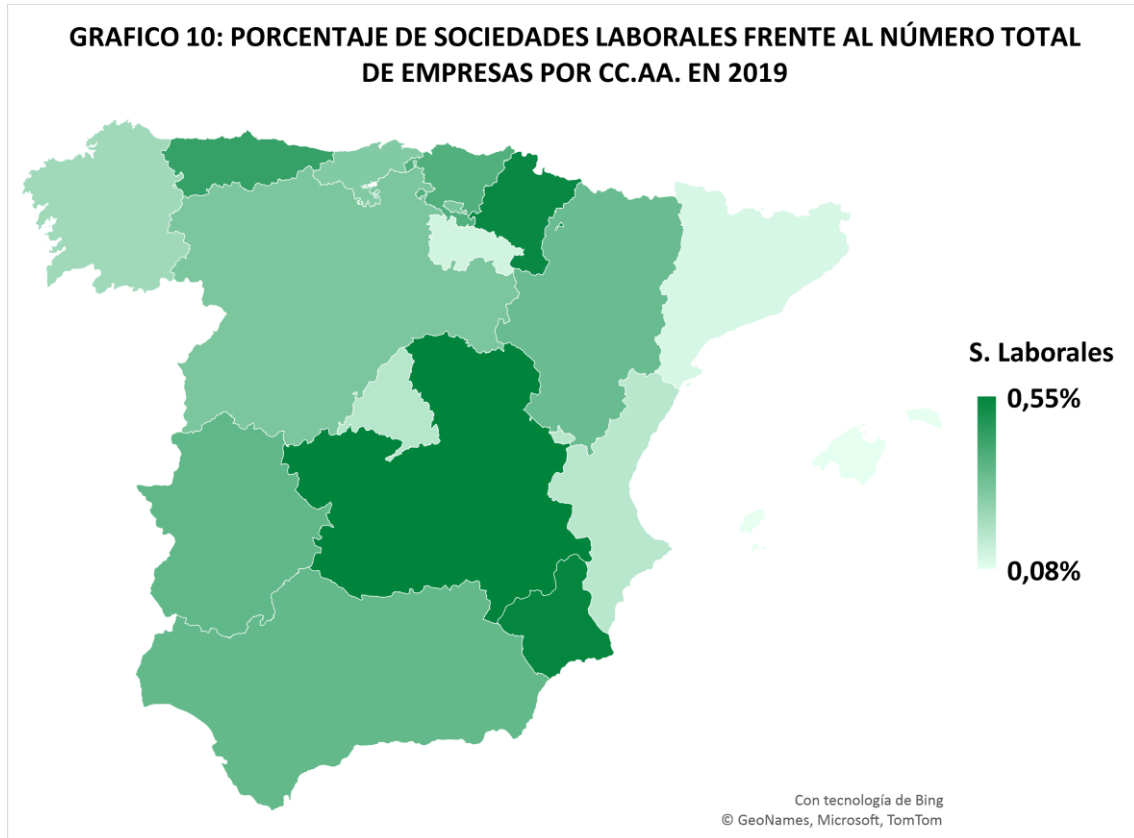 GRAFICO 10: PORCENTAJE DE SOCIEDADES LABORALES FRENTE AL NÚMERO TOTAL
DE EMPRESAS POR CC.AA. EN 2019
S. Laborales
0,55%
0,08%
Con tecnología de Bing
© GeoNames, Microsoft, TomTom